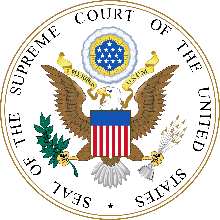 SEAL OF THE SUPREME COURT OF THE UNITED STATES